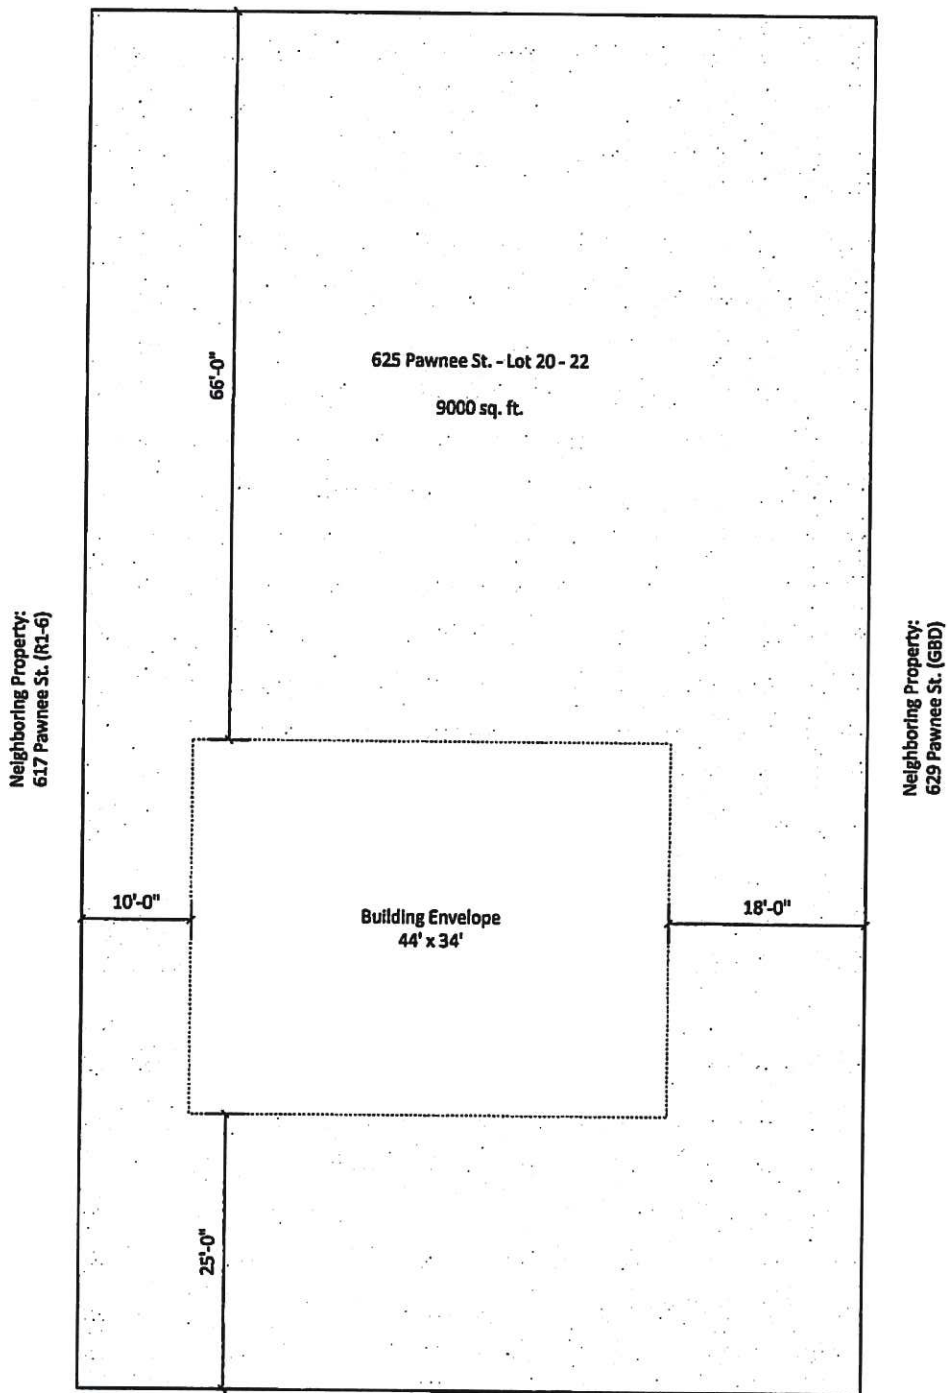 66'-0"
625 Pawnee St. - Lot 20 - 22
9000 sq. ft.
Neighboring Property:
617 Pawnee St. (R1-6)
Neighboring Property:
629 Pawnee St. (GBD)
10'-0"
Building Envelope
44' x 34'
18'-0"
25'-0"